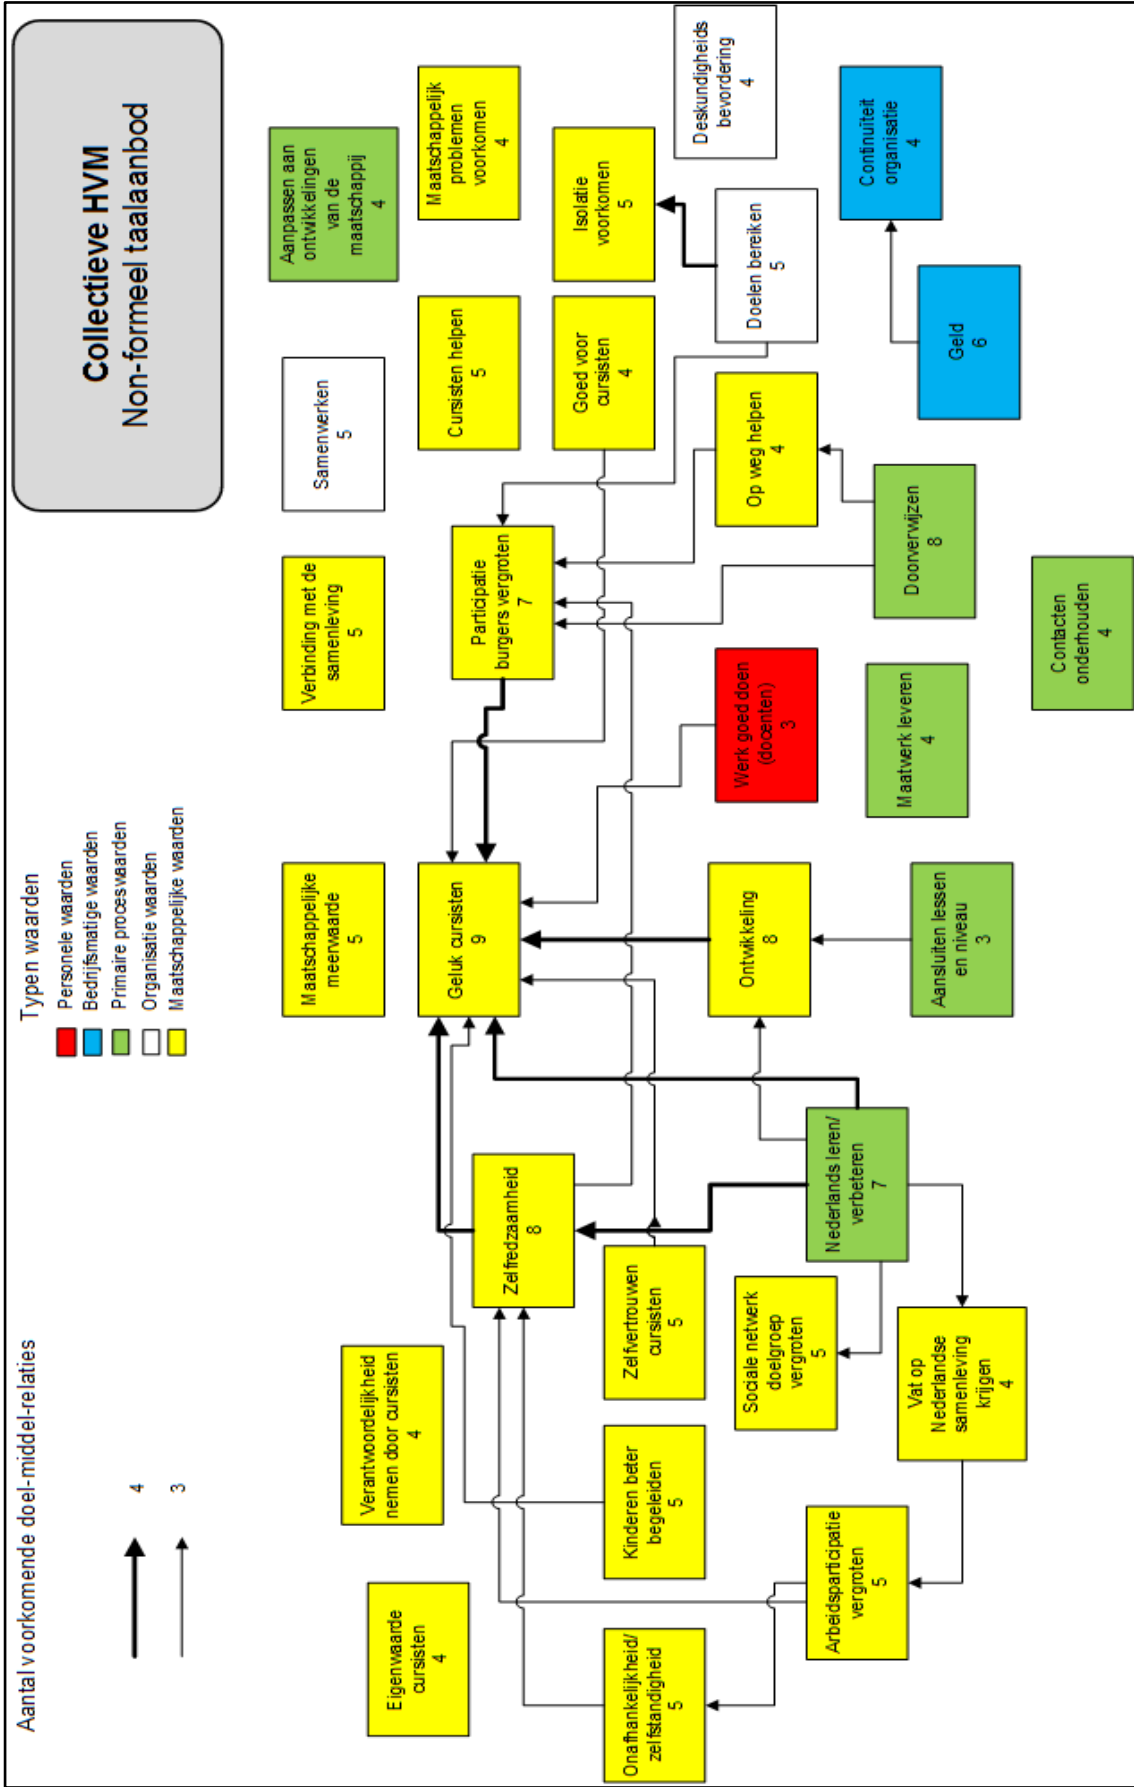 Collectieve HVM
Non-formeel taalaanbod
Aantal voorkomende doel-middel-relaties
4
3
Typen waarden
Personele waarden
Bedrijfsmatige waarden
Primaire proceswaarden
Organisatie waarden
Maatschappelijke waarden
Aanpassen aan
ontwikkelingen
van de
maatschappij
4
Samenwerken
5
Verbinding met de
samenleving
5
Maatschappelijke
meerwaarde
5
Verantwoordelijkheid
nemen door cursisten
4
Eigenwaarde
cursisten
4
Maatschappelijk
problemen
voorkomen
4
Cursisten helpen
5
Participatie
burgers vergroten
7
Geluk cursisten
9
Zelfredzaamheid
8
Isolatie
voorkomen
5
Goed voor
cursisten
4
Zelfvertrouwen
cursisten
5
Kinderen beter
begeleiden
5
Onafhankelijkheid/
zelfstandigheid
5
Deskundigheids
bevordering
4
Doelen bereiken
5
Op weg helpen
4
Werk goed doen
(docenten)
3
Ontwikkeling
8
Sociale netwerk
doelgroep
vergroten
5
Continuïteit
organisatie
4
Geld
6
Doorverwijzen
8
Maatwerk leveren
4
Aansluiten lessen
en niveau
3
Nederlands leren/
verbeteren
7
Vat op
Nederlandse
samenleving
krijgen
4
Arbeidsparticipatie
vergroten
5
Contacten
onderhouden
4